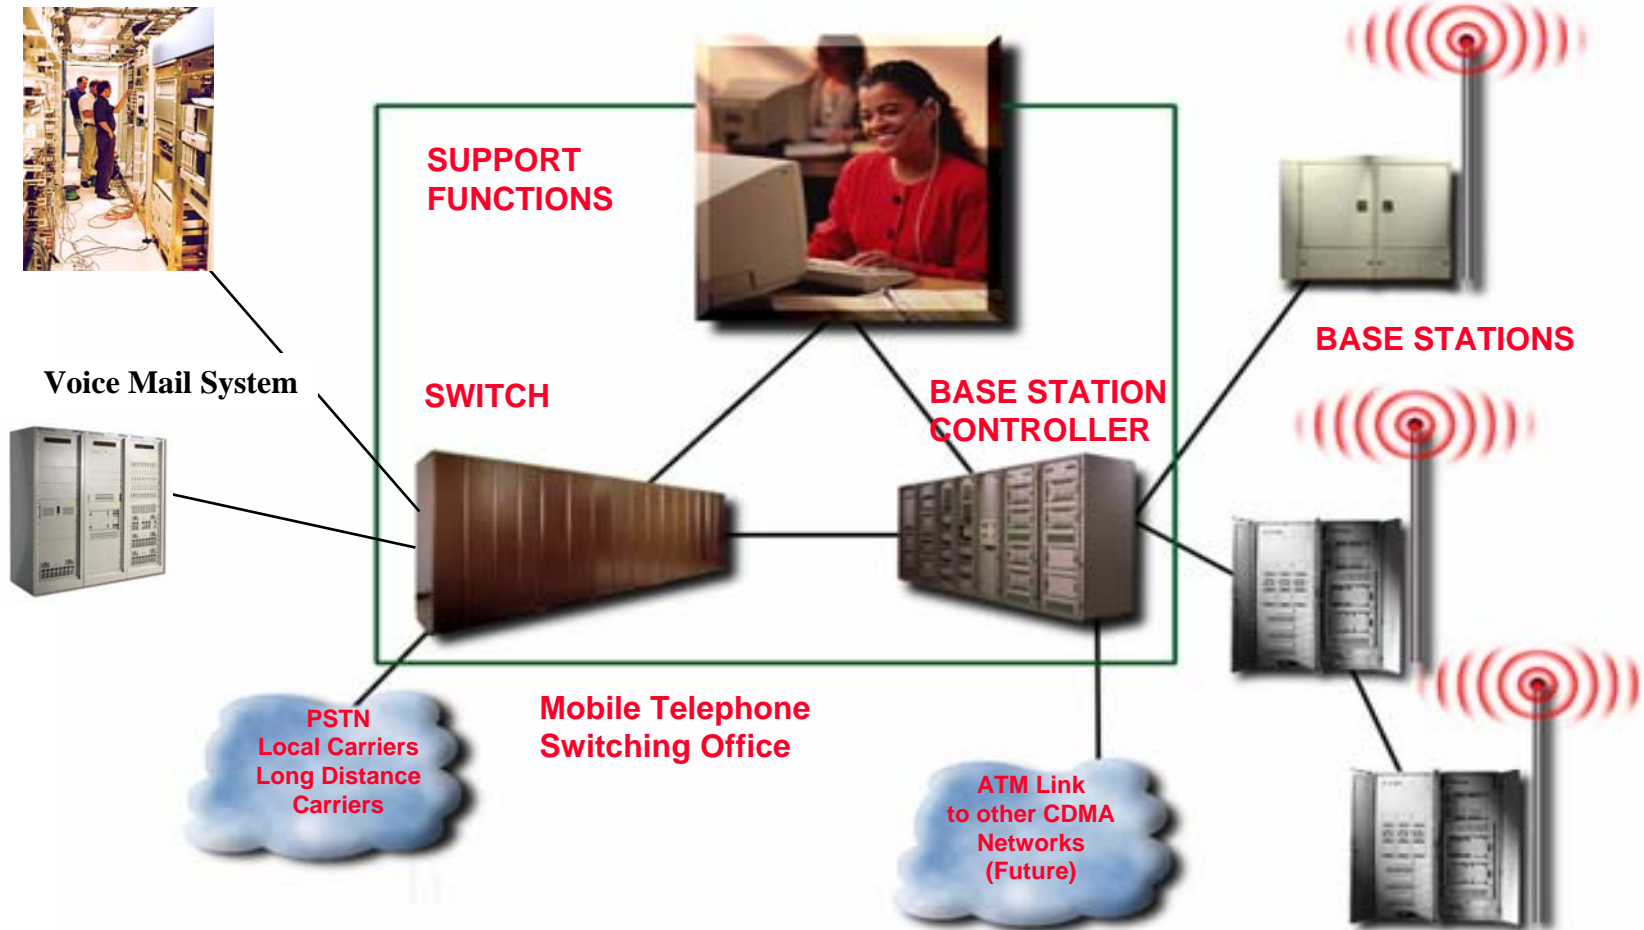 SUPPORT
FUNCTIONS
BASE STATIONS
Voice Mail System
SWITCH
BASE STATION
CONTROLLER
Mobile Telephone
Switching Office
PSTN
Local Carriers
Long Distance
Carriers
ATM Link
to other CDMA
Networks
(Future)